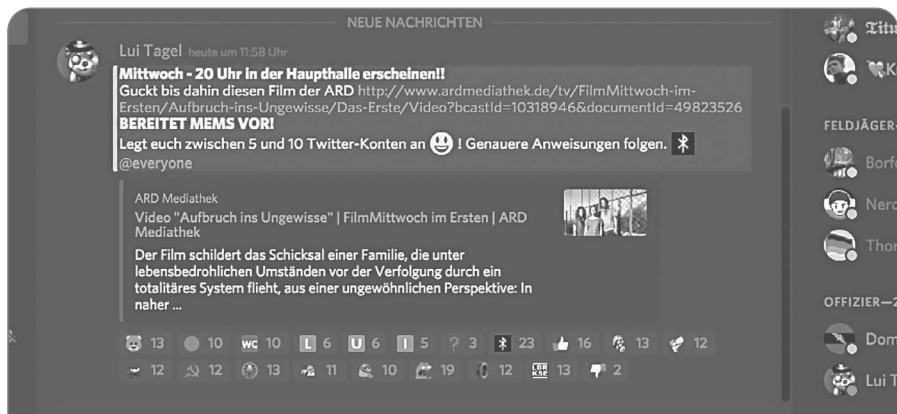 NEUE NACHRICHTEN
Lui Tagel heute um 11:58 Uhr
Mittwoch - 20 Uhr in der Haupthalle erscheinen!!
Guckt bis dahin diesen Film der ARD http://www.ardmediathek.de/tv/FilmMittwoch-im-
Ersten/Aufbruch-ins-Ungewisse/Das-Erste/Video?bcastId=10318946&documentId=49823526
BEREITET MEMS VOR!
Legt euch zwischen 5 und 10 Twitter-Konten an ! Genauere Anweisungen folgen.
@everyone
ARD Mediathek
Video "Aufbruch ins Ungewisse" | FilmMittwoch im Ersten | ARD
Mediathek
Der Film schildert das Schicksal einer Familie, die unter
lebensbedrohlichen Umständen vor der Verfolgung durch ein
totalitäres System flieht, aus einer ungewöhnlichen Perspektive: In
naher ...
13 10 WC 10 L 6 U 6 I 5 ? 3 23 16 13 12
12 12 13 11 10 19 12 13 2
Titu
K
FELDJÄGER—
Borf
Nerd
Thor
OFFIZIER—2
Dom
Lui T